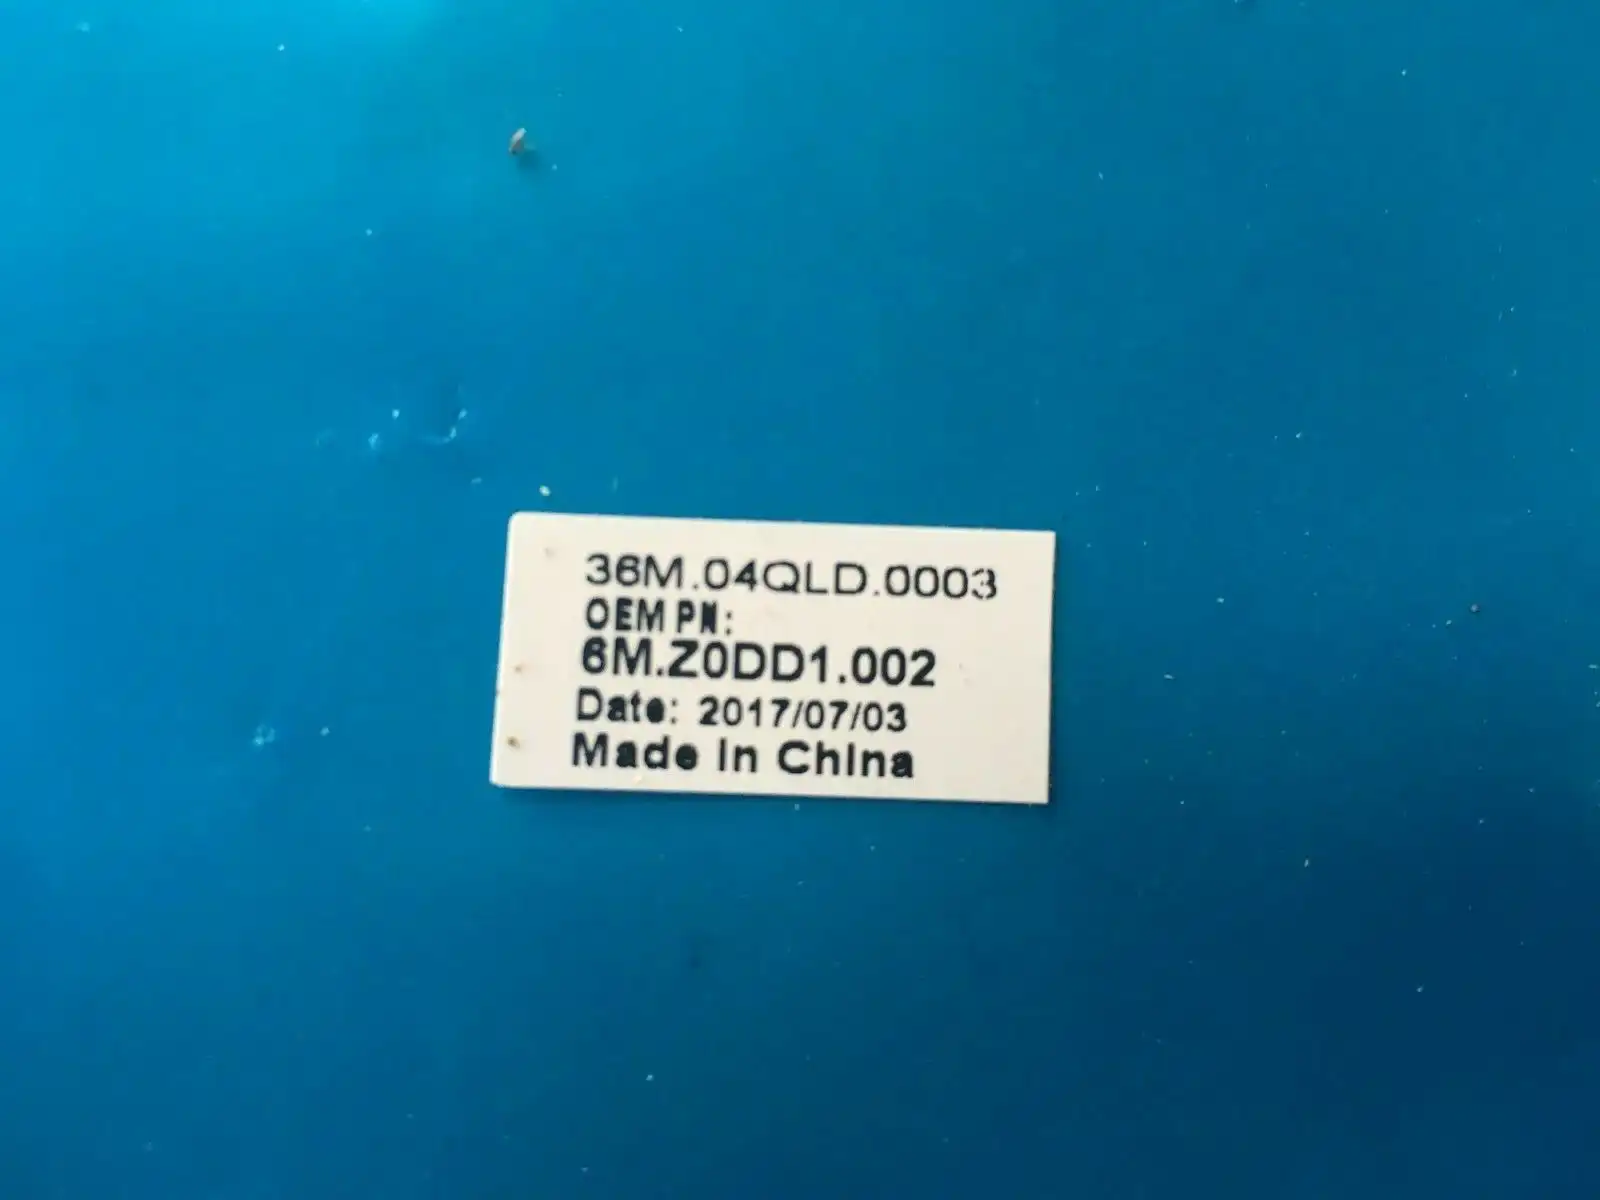 36M.04QLD.0003
OEM PN:
6M.Z0DD1.002
Date: 2017/07/03
Made in China